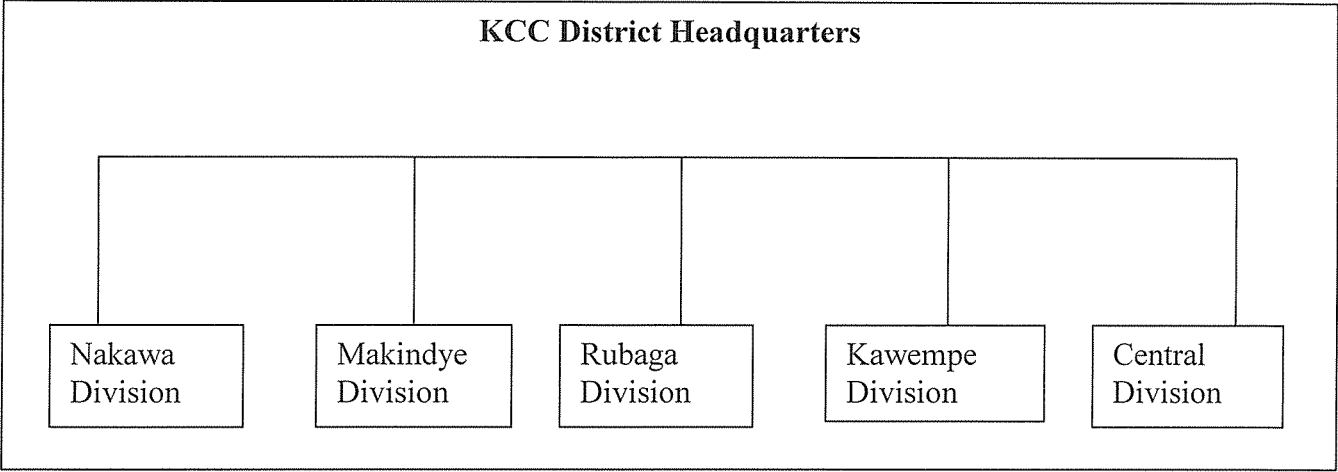 KCC District Headquarters
Nakawa
Division
Makindye
Division
Rubaga
Division
Kawempe
Division
Central
Division